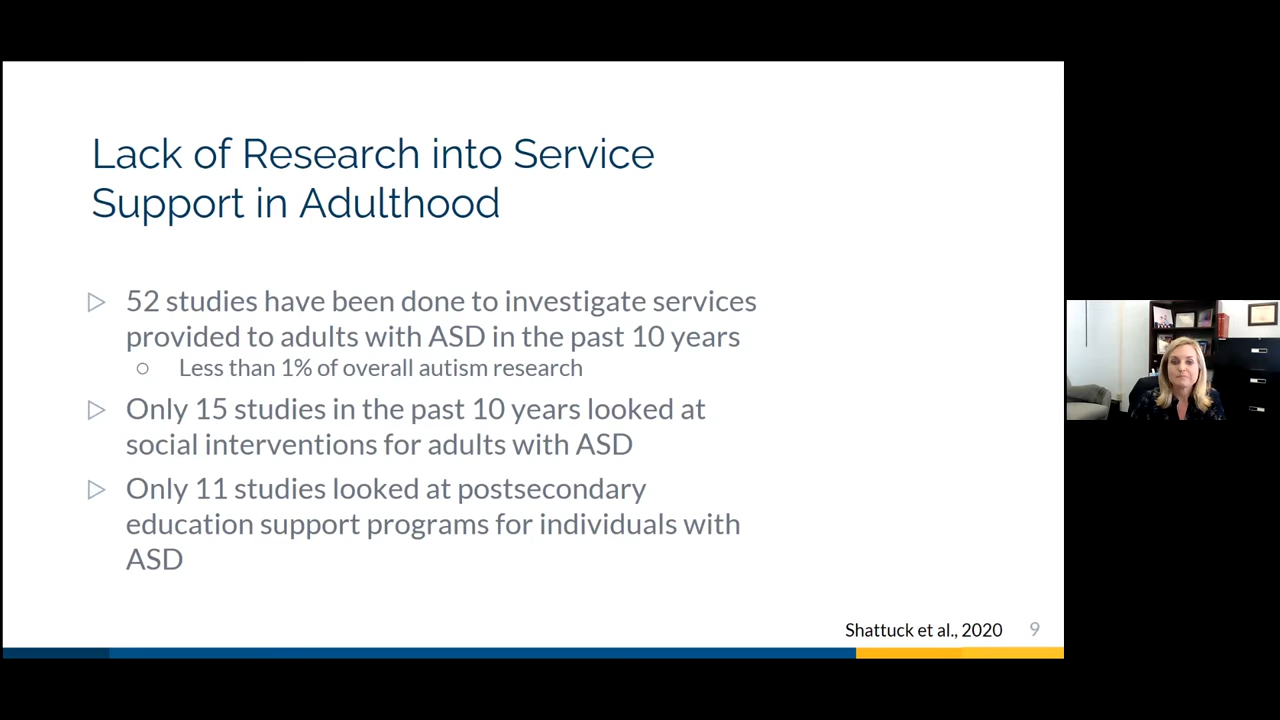 Lack of Research into Service
Support in Adulthood
▷ 52 studies have been done to investigate services
provided to adults with ASD in the past 10 years
○ Less than 1% of overall autism research
▷ Only 15 studies in the past 10 years looked at
social interventions for adults with ASD
▷ Only 11 studies looked at postsecondary
education support programs for individuals with
ASD
Shattuck et al., 2020 9